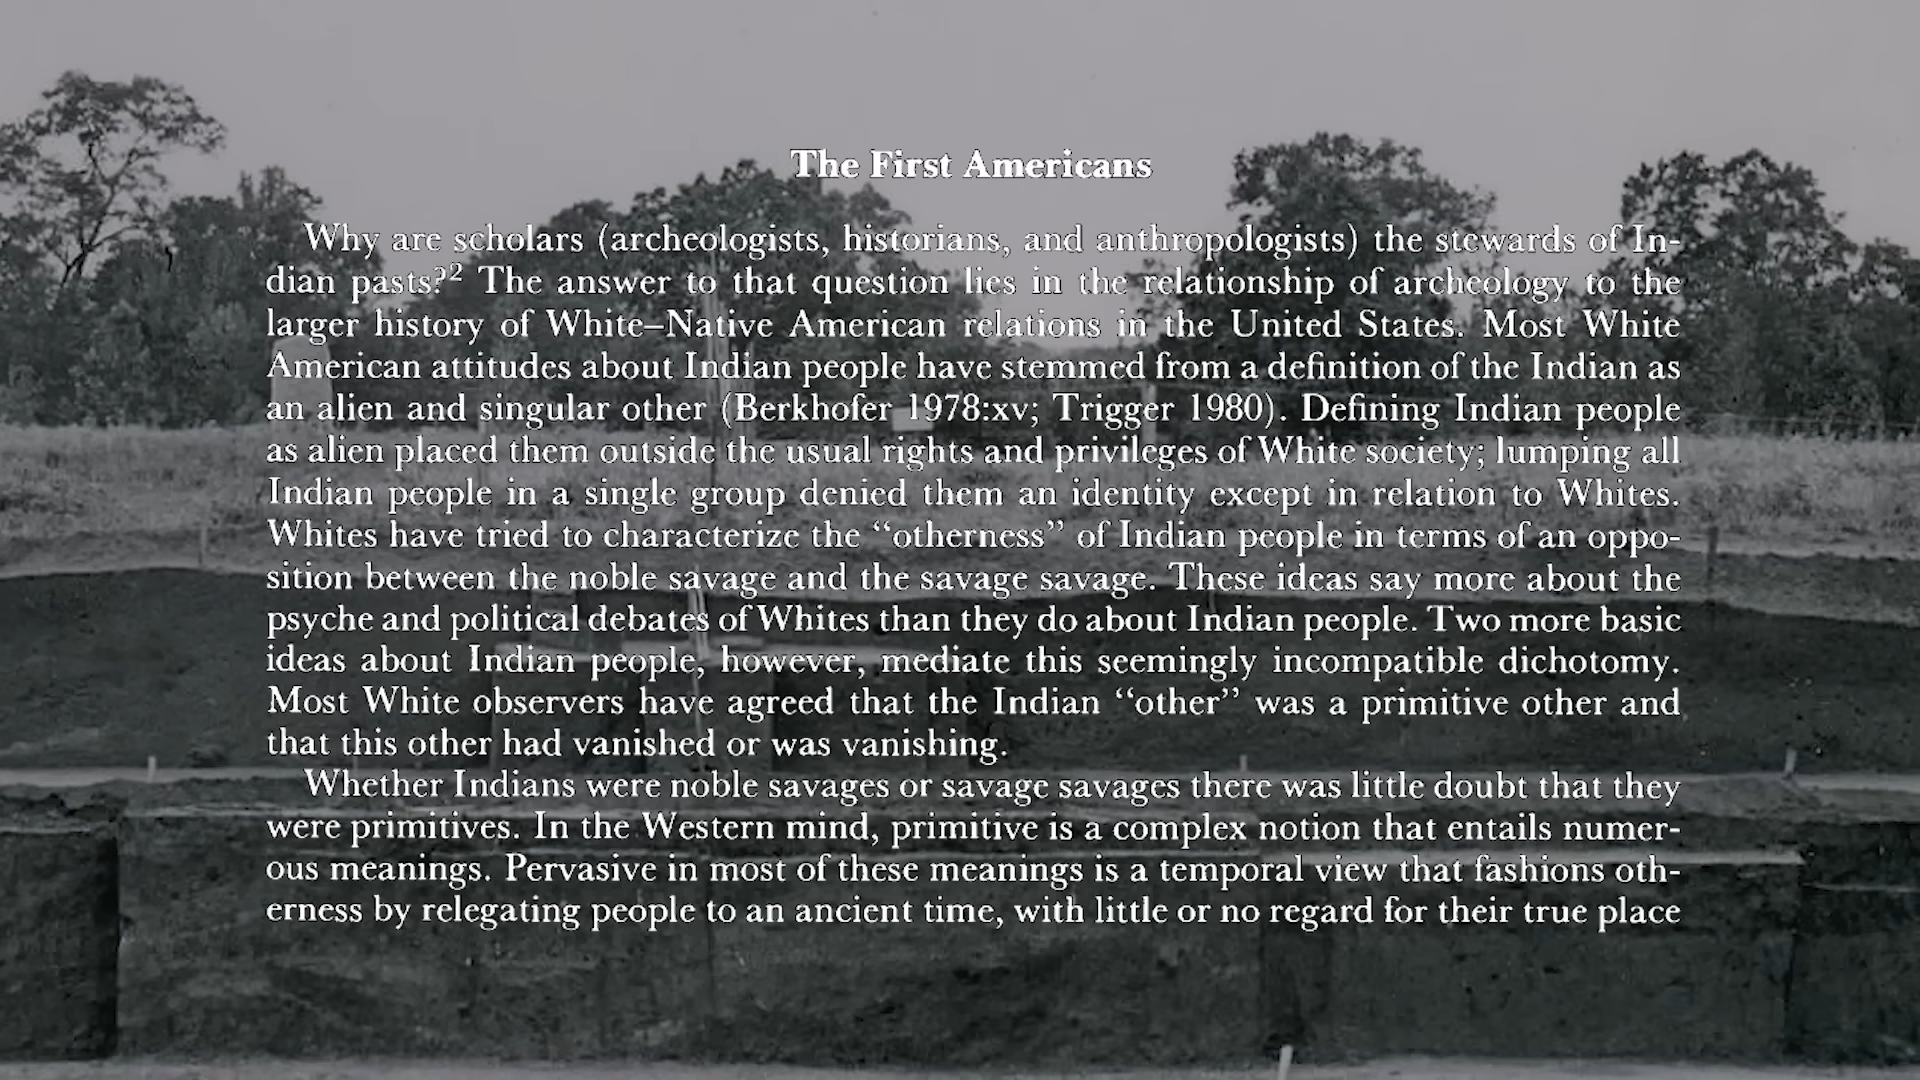 The First Americans
Why are scholars (archeologists, historians, and anthropologists) the stewards of In-
dian pasts?² The answer to that question lies in the relationship of archeology to the
larger history of White–Native American relations in the United States. Most White
American attitudes about Indian people have stemmed from a definition of the Indian as
an alien and singular other (Berkhofer 1978:xv; Trigger 1980). Defining Indian people
as alien placed them outside the usual rights and privileges of White society; lumping all
Indian people in a single group denied them an identity except in relation to Whites.
Whites have tried to characterize the “otherness” of Indian people in terms of an oppo-
sition between the noble savage and the savage savage. These ideas say more about the
psyche and political debates of Whites than they do about Indian people. Two more basic
ideas about Indian people, however, mediate this seemingly incompatible dichotomy.
Most White observers have agreed that the Indian “other” was a primitive other and
that this other had vanished or was vanishing.
Whether Indians were noble savages or savage savages there was little doubt that they
were primitives. In the Western mind, primitive is a complex notion that entails numer-
ous meanings. Pervasive in most of these meanings is a temporal view that fashions oth-
erness by relegating people to an ancient time, with little or no regard for their true place